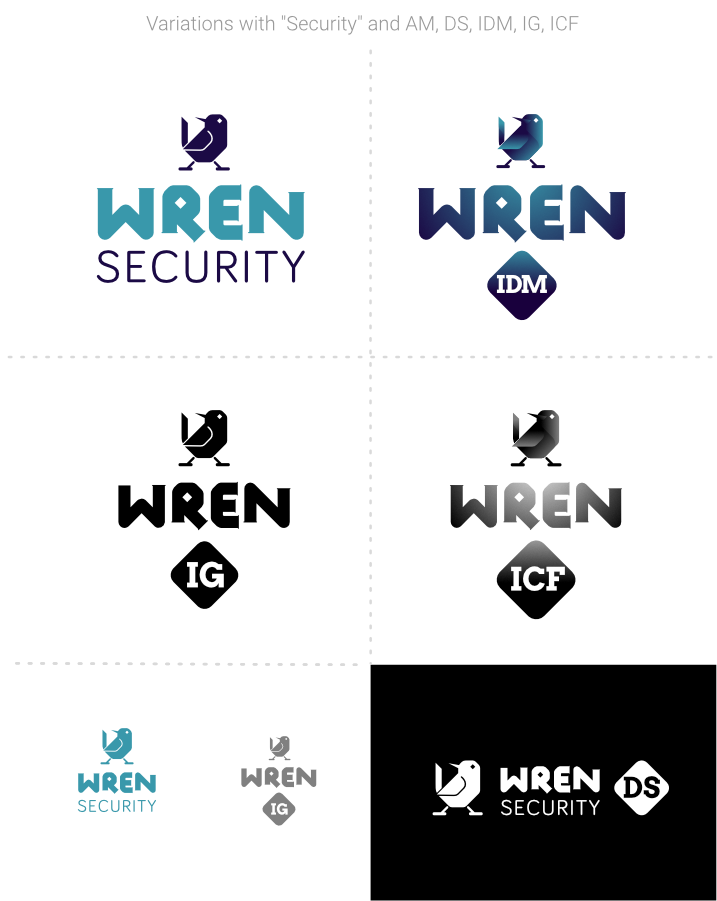 Variations with "Security" and AM, DS, IDM, IG, ICF
WREN
SECURITY
WREN
IDM
WREN
IG
WREN
ICF
WREN
SECURITY
WREN
IG
WREN
SECURITY
DS